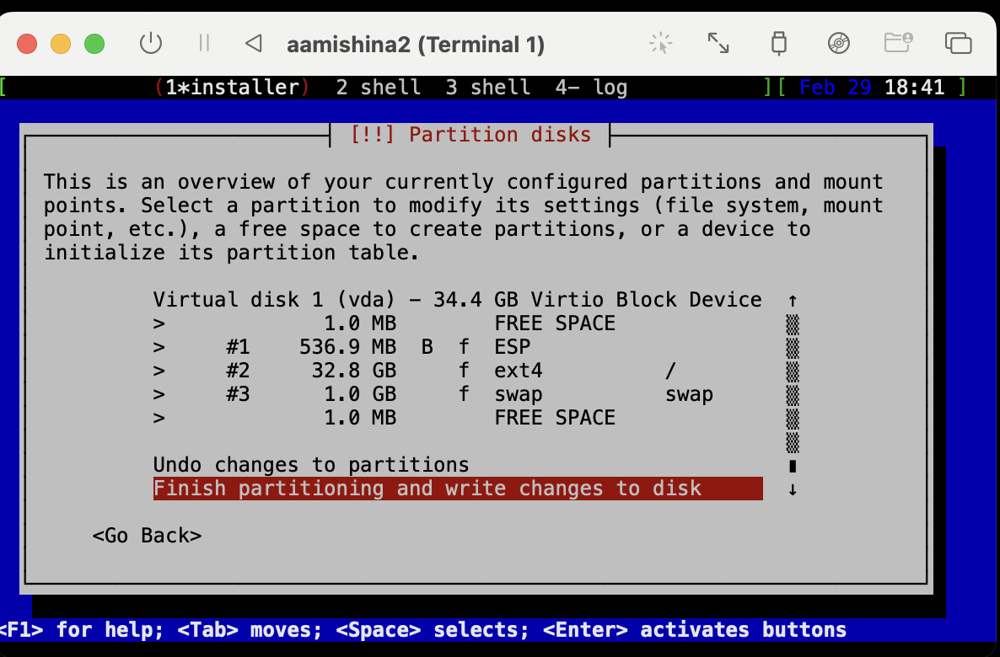 aamishina2 (Terminal 1)
[ (1*installer) 2 shell 3 shell 4- log ][ Feb 29 18:41 ]
[!!] Partition disks
This is an overview of your currently configured partitions and mount
points. Select a partition to modify its settings (file system, mount
point, etc.), a free space to create partitions, or a device to
initialize its partition table.
Virtual disk 1 (vda) - 34.4 GB Virtio Block Device ↑
> 1.0 MB FREE SPACE
> #1 536.9 MB B f ESP
> #2 32.8 GB f ext4 /
> #3 1.0 GB f swap swap
> 1.0 MB FREE SPACE
Undo changes to partitions
Finish partitioning and write changes to disk ↓
<Go Back>
<F1> for help; <Tab> moves; <Space> selects; <Enter> activates buttons